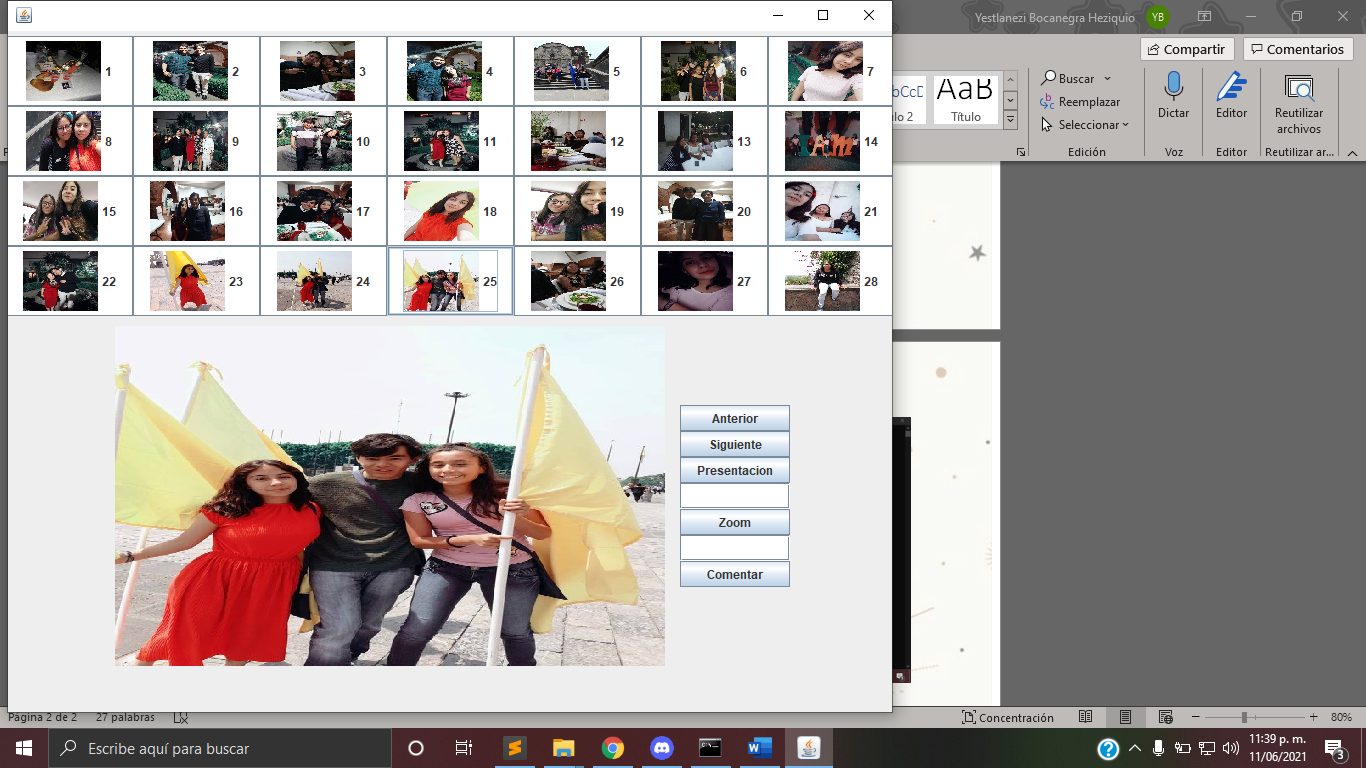 Yestlanezi Bocanegra Heziquio YB
Compartir Comentarios
1 2 3 4 5 6 7
8 9 10 11 12 13 14
15 16 17 18 19 20 21
22 23 24 25 26 27 28
AaB
Título
Buscar
Reemplazar
Seleccionar
Edición
Dictar
Voz
Editor
Editor
Reutilizar
archivos
Reutilizar ar...
Anterior
Siguiente
Presentacion
Zoom
Comentar
Página 2 de 2 27 palabras
Concentración 80%
Escribe aquí para buscar
11:39 p. m.
11/06/2021
3